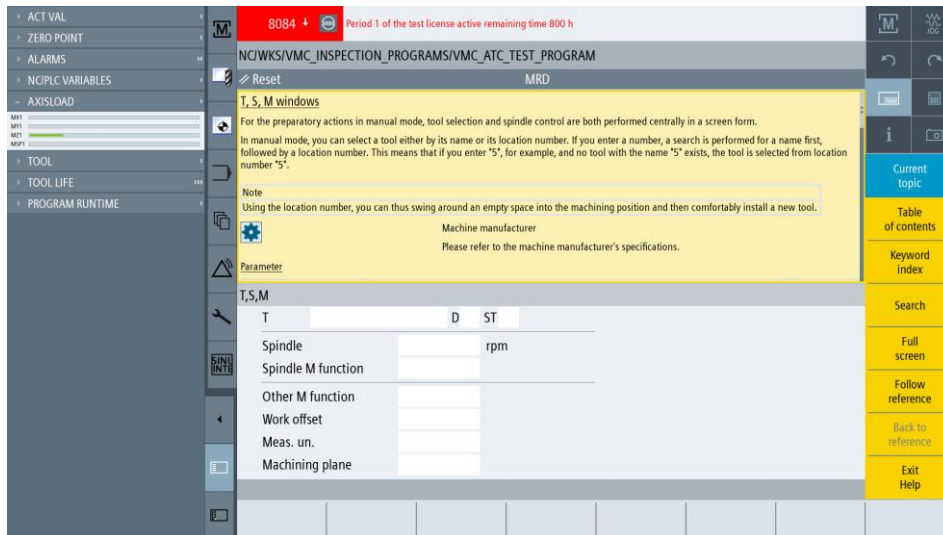 ACT VAL
ZERO POINT
ALARMS
NC/PLC VARIABLES
AXISLOAD
MX1
MY1
MZ1
MSP1
TOOL
TOOL LIFE
PROGRAM RUNTIME
M
SINU
INTE
8084
Period 1 of the test license active remaining time 800 h
NC/WKS/VMC_INSPECTION_PROGRAMS/VMC_ATC_TEST_PROGRAM
Reset MRD
T, S, M windows
For the preparatory actions in manual mode, tool selection and spindle control are both performed centrally in a screen form.
In manual mode, you can select a tool either by its name or its location number. If you enter a number, a search is performed for a name first,
followed by a location number. This means that if you enter "5", for example, and no tool with the name "5" exists, the tool is selected from location
number "5".
Note
Using the location number, you can thus swing around an empty space into the machining position and then comfortably install a new tool.
Machine manufacturer
Please refer to the machine manufacturer's specifications.
Parameter
T,S,M
T D ST
Spindle rpm
Spindle M function
Other M function
Work offset
Meas. un.
Machining plane
M
JOG
i
Current
topic
Table
of contents
Keyword
index
Search
Full
screen
Follow
reference
Back to
reference
Exit
Help